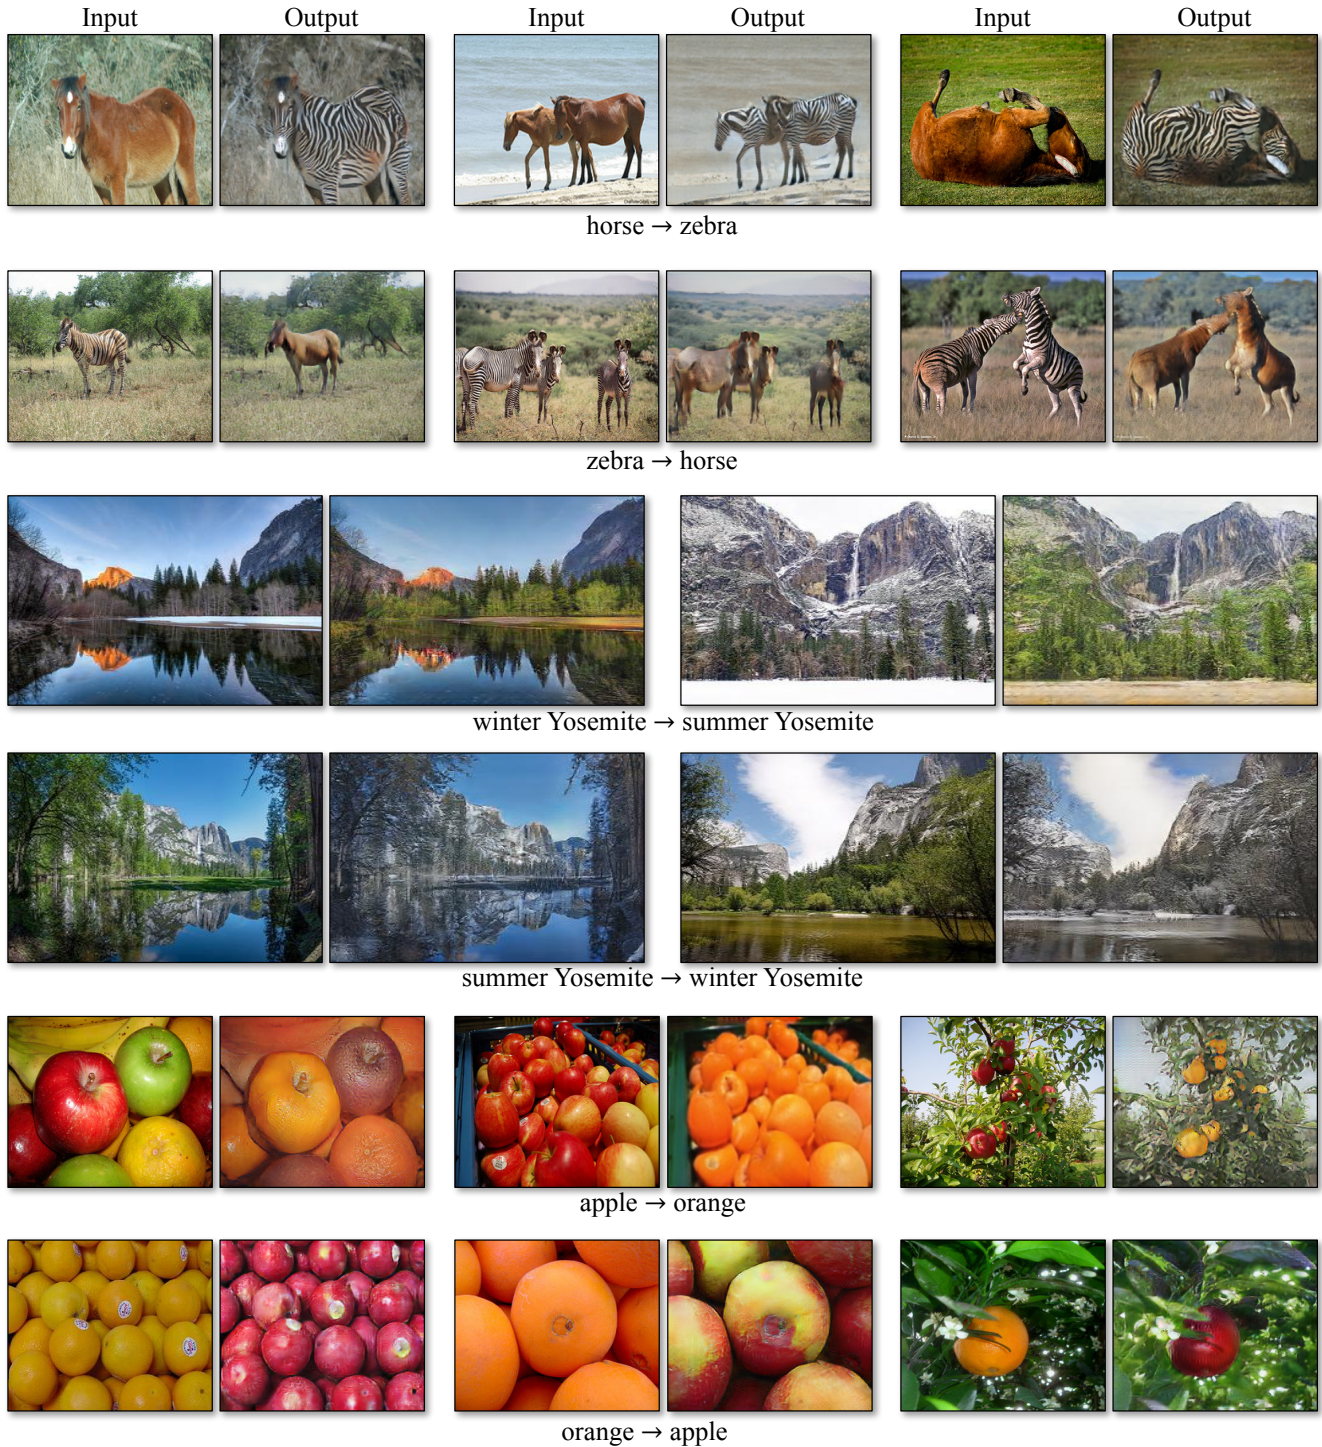 Input Output Input Output Input Output
horse → zebra
zebra → horse
winter Yosemite → summer Yosemite
summer Yosemite → winter Yosemite
apple → orange
orange → apple